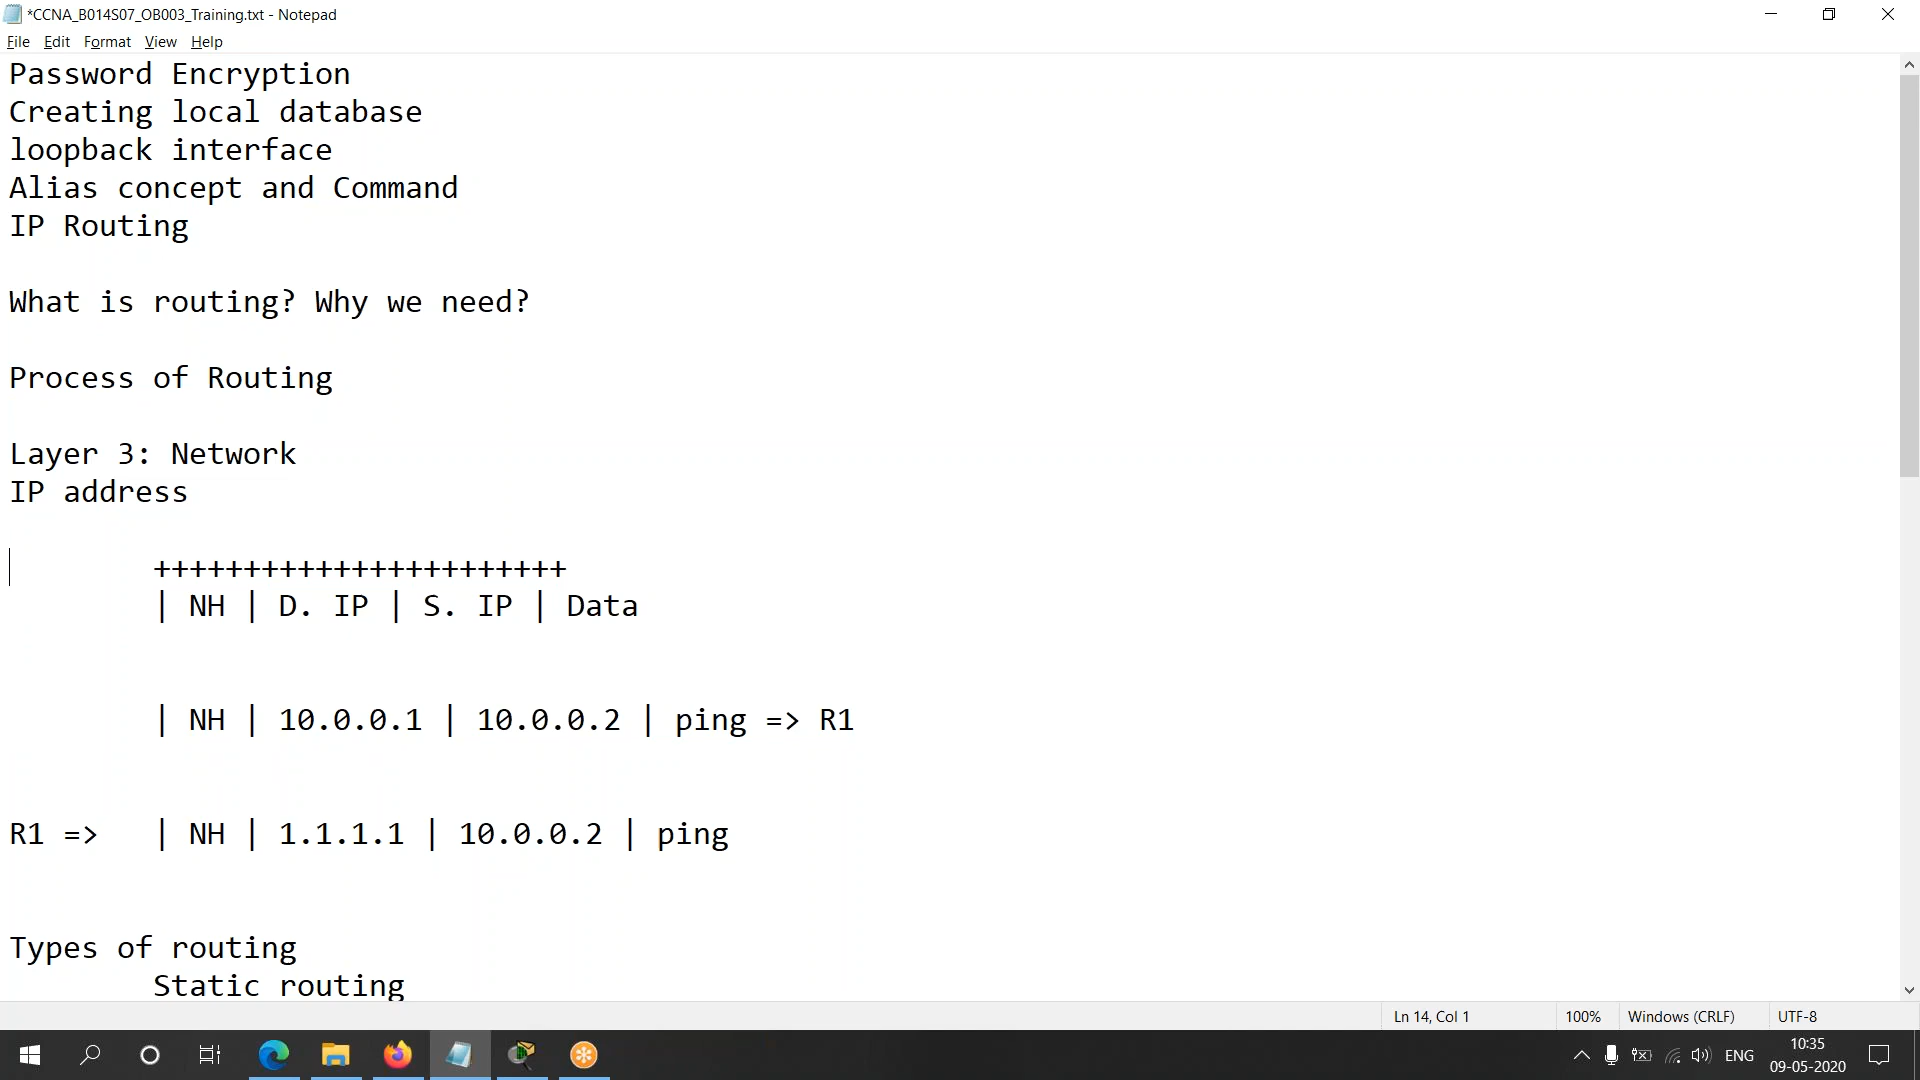 *CCNA_B014S07_OB003_Training.txt - Notepad
File Edit Format View Help
Password Encryption
Creating local database
loopback interface
Alias concept and Command
IP Routing
What is routing? Why we need?
Process of Routing
Layer 3: Network
IP address
+++++++++++++++++++++++
| NH | D. IP | S. IP | Data
| NH | 10.0.0.1 | 10.0.0.2 | ping => R1
R1 => | NH | 1.1.1.1 | 10.0.0.2 | ping
Types of routing
Static routing
Ln 14, Col 1 100% Windows (CRLF) UTF-8
ENG
10:35
09-05-2020